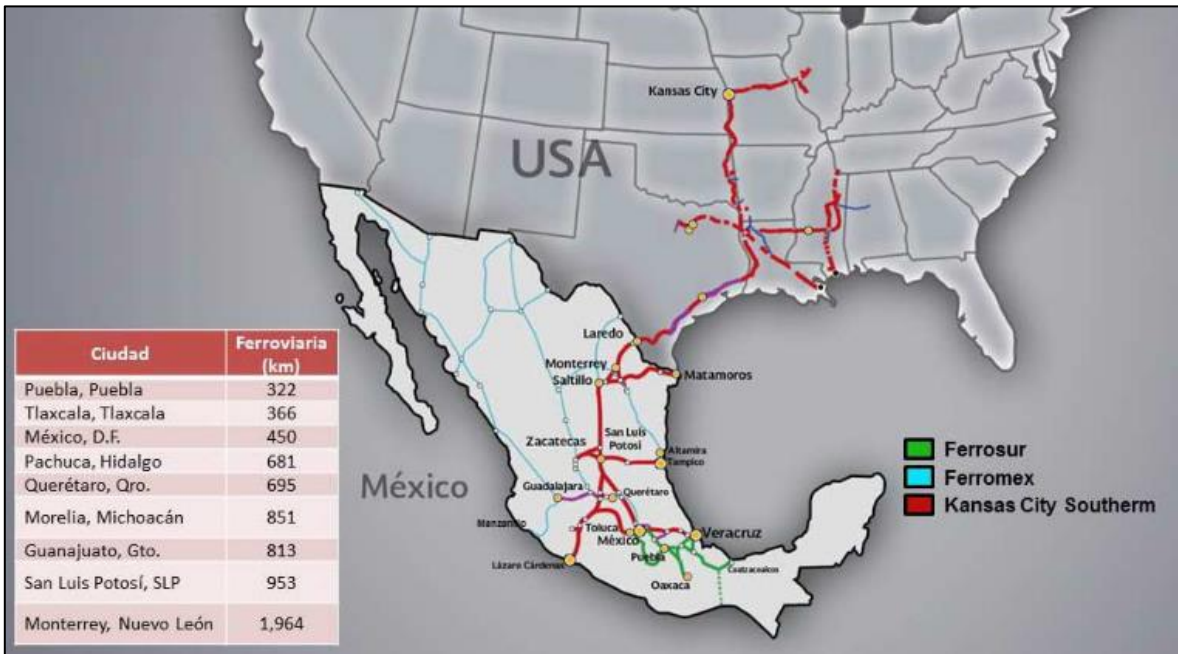 Kansas City
USA
Laredo
Monterrey
Saltillo
Matamoros
Zacatecas
San Luis
Potosí
Altamira
Tampico
México
Guadalajara
Querétaro
Manzanillo
Toluca
México
Veracruz
Puebla
Lázaro Cárdenas
Coatzacoalcos
Oaxaca
Ciudad
Ferroviaria
(km)
Puebla, Puebla 322
Tlaxcala, Tlaxcala 366
México, D.F. 450
Pachuca, Hidalgo 681
Querétaro, Qro. 695
Morelia, Michoacán 851
Guanajuato, Gto. 813
San Luis Potosí, SLP 953
Monterrey, Nuevo León 1,964
Ferrosur
Ferromex
Kansas City Southerm